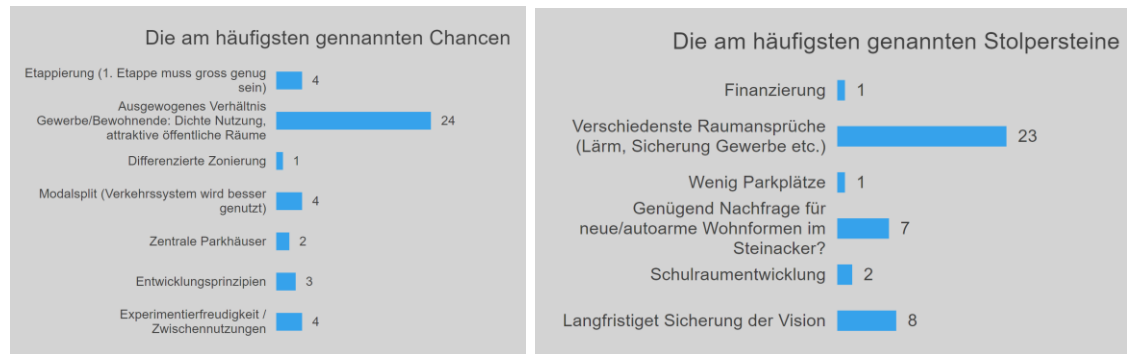 Die am häufigsten gennannten Chancen
Etappierung (1. Etappe muss gross genug
sein)
4
Ausgewogenes Verhältnis
Gewerbe/Bewohnende: Dichte Nutzung,
attraktive öffentliche Räume
24
Differenzierte Zonierung
1
Modalsplit (Verkehrssystem wird besser
genutzt)
4
Zentrale Parkhäuser
2
Entwicklungsprinzipien
3
Experimentierfreudigkeit /
Zwischennutzungen
4
Die am häufigsten genannten Stolpersteine
Finanzierung
1
Verschiedenste Raumansprüche
(Lärm, Sicherung Gewerbe etc.)
23
Wenig Parkplätze
1
Genügend Nachfrage für
neue/autoarme Wohnformen im
Steinacker?
7
Schulraumentwicklung
2
Langfristiget Sicherung der Vision
8